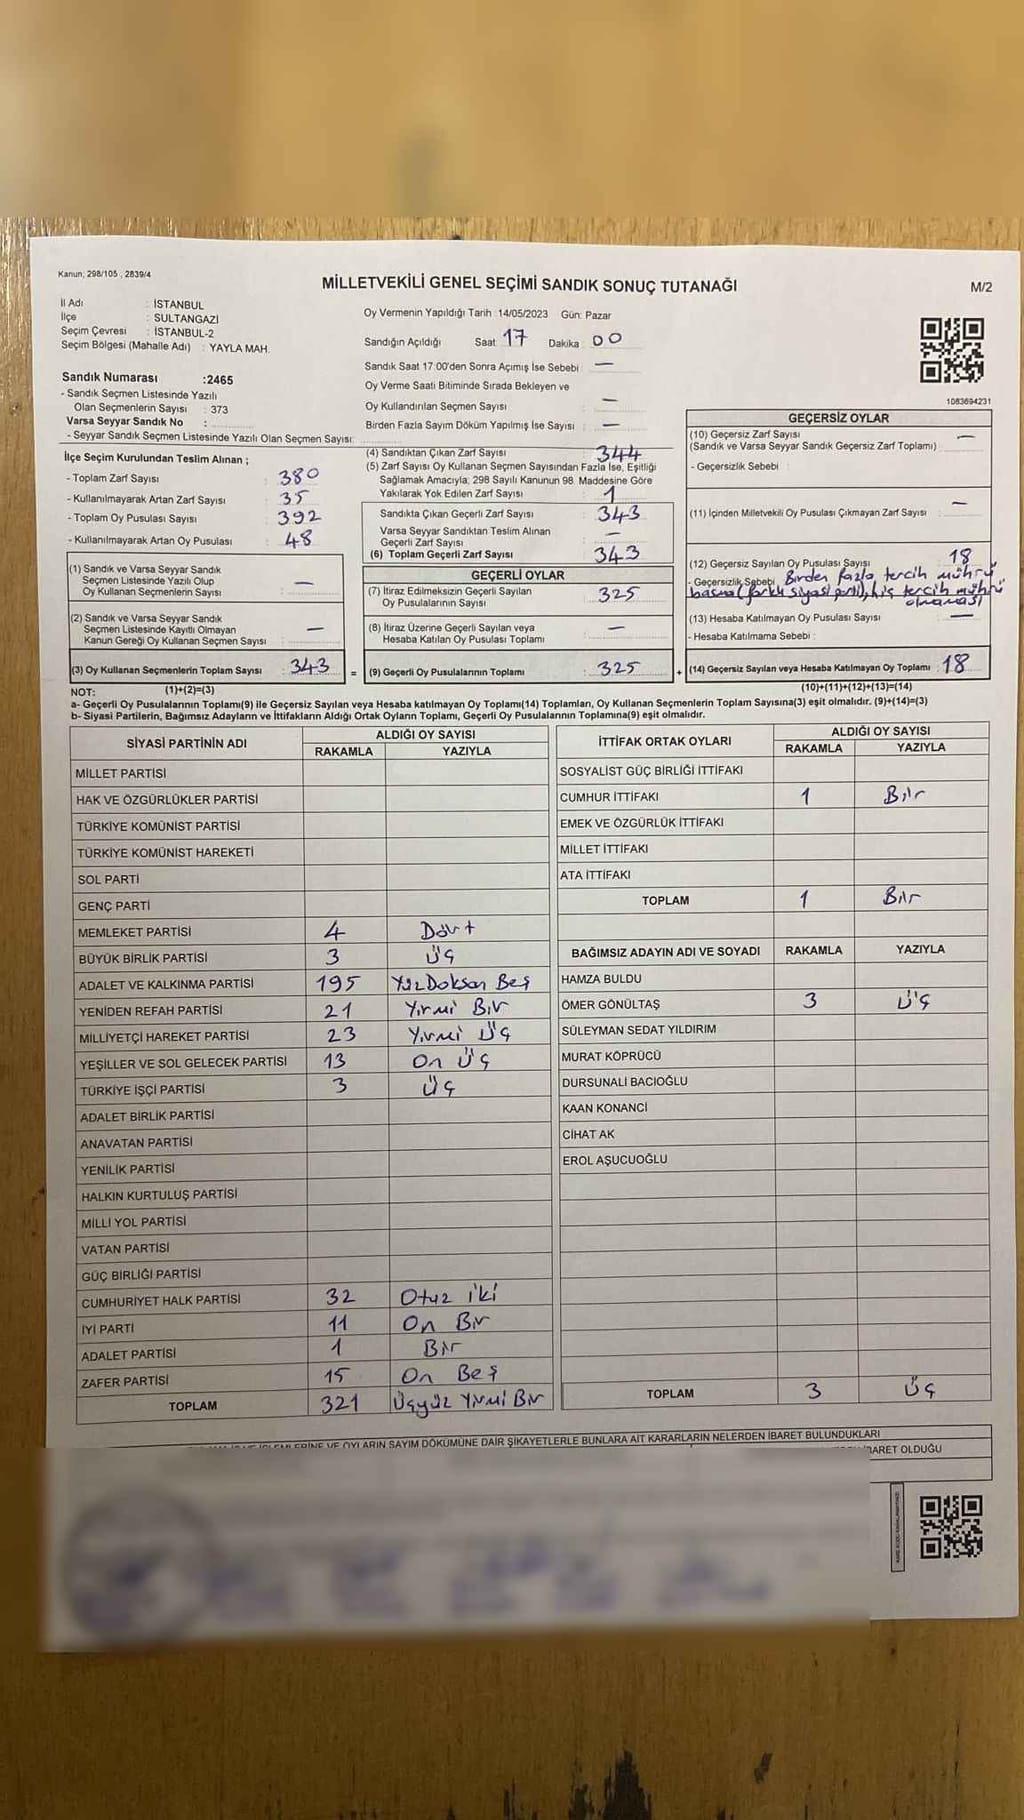 Kanun; 298/105 , 2839/4
MİLLETVEKİLİ GENEL SEÇİMİ SANDIK SONUÇ TUTANAĞI
M/2
İl Adı : İSTANBUL
İlçe : SULTANGAZİ
Seçim Çevresi : İSTANBUL-2
Seçim Bölgesi (Mahalle Adı) : YAYLA MAH.
Sandık Numarası :2465
- Sandık Seçmen Listesinde Yazılı
Olan Seçmenlerin Sayısı : 373
Varsa Seyyar Sandık No :
- Seyyar Sandık Seçmen Listesinde Yazılı Olan Seçmen Sayısı:
İlçe Seçim Kurulundan Teslim Alınan ;
- Toplam Zarf Sayısı : 380
- Kullanılmayarak Artan Zarf Sayısı : 35
- Toplam Oy Pusulası Sayısı : 392
- Kullanılmayarak Artan Oy Pusulası : 48
(1) Sandık ve Varsa Seyyar Sandık
Seçmen Listesinde Yazılı Olup
Oy Kullanan Seçmenlerin Sayısı : —
(2) Sandık ve Varsa Seyyar Sandık
Seçmen Listesinde Kayıtlı Olmayan
Kanun Gereği Oy Kullanan Seçmen Sayısı : —
(3) Oy Kullanan Seçmenlerin Toplam Sayısı : 343
Oy Vermenin Yapıldığı Tarih :14/05/2023 Gün: Pazar
Sandığın Açıldığı Saat: 17 Dakika : 00
Sandık Saat 17:00'den Sonra Açımış İse Sebebi : —
Oy Verme Saati Bitiminde Sırada Bekleyen ve
Oy Kullandırılan Seçmen Sayısı : —
Birden Fazla Sayım Döküm Yapılmış İse Sayısı : —
(4) Sandıktan Çıkan Zarf Sayısı : 344
(5) Zarf Sayısı Oy Kullanan Seçmen Sayısından Fazla İse, Eşitliği
Sağlamak Amacıyla; 298 Sayılı Kanunun 98. Maddesine Göre
Yakılarak Yok Edilen Zarf Sayısı : 1
Sandıkta Çıkan Geçerli Zarf Sayısı : 343
Varsa Seyyar Sandıktan Teslim Alınan
Geçerli Zarf Sayısı : —
(6) Toplam Geçerli Zarf Sayısı : 343
GEÇERLİ OYLAR
(7) İtiraz Edilmeksizin Geçerli Sayılan
Oy Pusulalarının Sayısı : 325
(8) İtiraz Üzerine Geçerli Sayılan veya
Hesaba Katılan Oy Pusulası Toplamı : —
= (9) Geçerli Oy Pusulalarının Toplamı : 325
1083694231
GEÇERSİZ OYLAR
(10) Geçersiz Zarf Sayısı : —
(Sandık ve Varsa Seyyar Sandık Geçersiz Zarf Toplamı)
- Geçersizlik Sebebi :
(11) İçinden Milletvekili Oy Pusulası Çıkmayan Zarf Sayısı : —
(12) Geçersiz Sayılan Oy Pusulası Sayısı : 18
- Geçersizlik Sebebi : Birden fazla tercih mührü
basma (farklı siyasi parti), hiç tercih mührü
olmaması
(13) Hesaba Katılmayan Oy Pusulası Sayısı : —
- Hesaba Katılmama Sebebi :
+ (14) Geçersiz Sayılan veya Hesaba Katılmayan Oy Toplamı : 18
NOT: (1)+(2)=(3)
(10)+(11)+(12)+(13)=(14)
a- Geçerli Oy Pusulalarının Toplamı(9) ile Geçersiz Sayılan veya Hesaba katılmayan Oy Toplamı(14) Toplamları, Oy Kullanan Seçmenlerin Toplam Sayısına(3) eşit olmalıdır. (9)+(14)=(3)
b- Siyasi Partilerin, Bağımsız Adayların ve İttifakların Aldığı Ortak Oyların Toplamı, Geçerli Oy Pusulalarının Toplamına(9) eşit olmalıdır.
SİYASİ PARTİNİN ADI
ALDIĞI OY SAYISI
RAKAMLA YAZIYLA
MİLLET PARTİSİ
HAK VE ÖZGÜRLÜKLER PARTİSİ
TÜRKİYE KOMÜNİST PARTİSİ
TÜRKİYE KOMÜNİST HAREKETİ
SOL PARTİ
GENÇ PARTİ
MEMLEKET PARTİSİ 4 Dört
BÜYÜK BİRLİK PARTİSİ 3 Üç
ADALET VE KALKINMA PARTİSİ 195 YüzDoksan Beş
YENİDEN REFAH PARTİSİ 21 Yirmi Bir
MİLLİYETÇİ HAREKET PARTİSİ 23 Yirmi Üç
YEŞİLLER VE SOL GELECEK PARTİSİ 13 On Üç
TÜRKİYE İŞÇİ PARTİSİ 3 Üç
ADALET BİRLİK PARTİSİ
ANAVATAN PARTİSİ
YENİLİK PARTİSİ
HALKIN KURTULUŞ PARTİSİ
MİLLİ YOL PARTİSİ
VATAN PARTİSİ
GÜÇ BİRLİĞİ PARTİSİ
CUMHURİYET HALK PARTİSİ 32 Otuz iki
İYİ PARTİ 11 On Bir
ADALET PARTİSİ 1 Bir
ZAFER PARTİSİ 15 On Beş
TOPLAM 321 Üçyüz Yirmi Bir
İTTİFAK ORTAK OYLARI
ALDIĞI OY SAYISI
RAKAMLA YAZIYLA
SOSYALİST GÜÇ BİRLİĞİ İTTİFAKI
CUMHUR İTTİFAKI 1 Bir
EMEK VE ÖZGÜRLÜK İTTİFAKI
MİLLET İTTİFAKI
ATA İTTİFAKI
TOPLAM 1 Bir
BAĞIMSIZ ADAYIN ADI VE SOYADI RAKAMLA YAZIYLA
HAMZA BULDU
ÖMER GÖNÜLTAŞ 3 Üç
SÜLEYMAN SEDAT YILDIRIM
MURAT KÖPRÜCÜ
DURSUNALİ BACIOĞLU
KAAN KONANCİ
CİHAT AK
EROL AŞUCUOĞLU
TOPLAM 3 Üç
VE OYLARIN SAYIM DÖKÜMÜNE DAİR ŞİKAYETLERLE BUNLARA AİT KARARLARIN NELERDEN İBARET BULUNDUKLARI
İBARET OLDUĞU